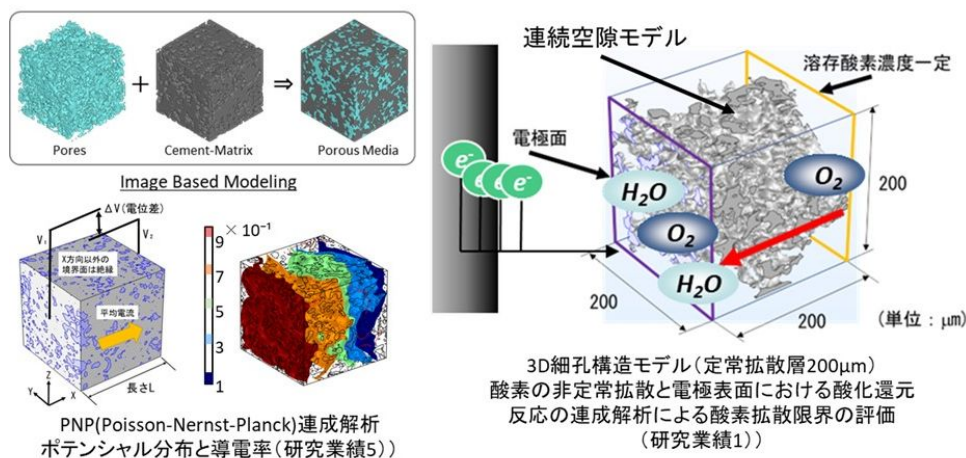 Pores
+
Cement-Matrix
⇒
Porous Media
Image Based Modeling
ΔV(電位差)
V₁
V₂
X方向以外の
境界面は絶縁
平均電流
長さL
Z
Y
X
× 10⁻¹
9
7
5
3
1
PNP(Poisson-Nernst-Planck)連成解析
ポテンシャル分布と導電率(研究業績5))
連続空隙モデル
溶存酸素濃度一定
電極面
e⁻
e
e
e⁻
H₂O
O₂
O₂
H₂O
200
200
200
(単位:μm)
3D細孔構造モデル(定常拡散層200μm)
酸素の非定常拡散と電極表面における酸化還元
反応の連成解析による酸素拡散限界の評価
(研究業績1))